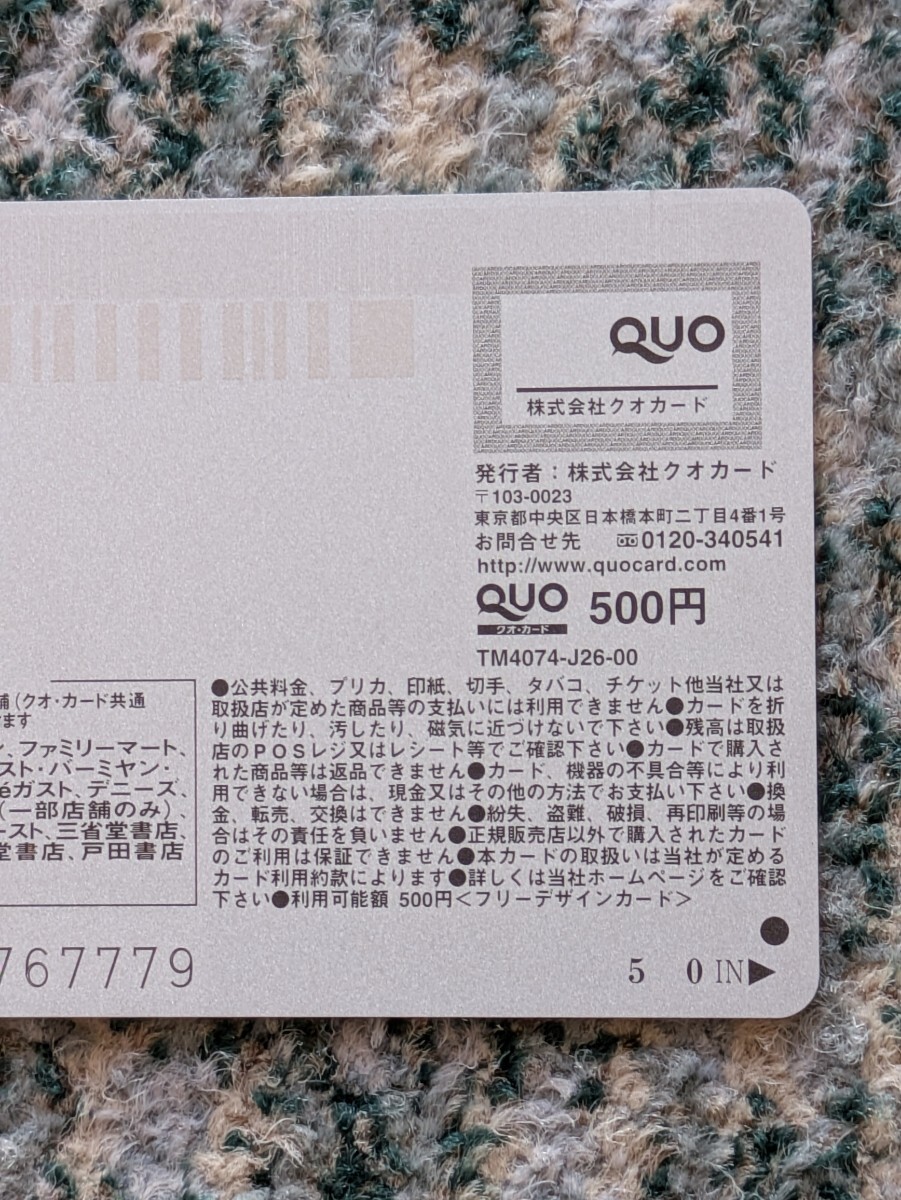 QUO
株式会社クオカード
発行者：株式会社クオカード
〒103-0023
東京都中央区日本橋本町二丁目4番1号
お問合せ先 0120-340541
http://www.quocard.com
QUO 500円
クオ・カード
TM4074-J26-00
舗(クオ・カード共通
ます
ン、ファミリーマート、
スト・バーミヤン・
éガスト、デニーズ、
(一部店舗のみ)、
ースト、三省堂書店、
堂書店、戸田書店
●公共料金、プリカ、印紙、切手、タバコ、チケット他当社又は
取扱店が定めた商品等の支払いには利用できません●カードを折
り曲げたり、汚したり、磁気に近づけないで下さい●残高は取扱
店のPOSレジ又はレシート等でご確認下さい●カードで購入さ
れた商品等は返品できません●カード、機器の不具合等により利
用できない場合は、現金又はその他の方法でお支払い下さい●換
金、転売、交換はできません●紛失、盗難、破損、再印刷等の場
合はその責任を負いません●正規販売店以外で購入されたカード
のご利用は保証できません●本カードの取扱いは当社が定める
カード利用約款によります●詳しくは当社ホームページをご確認
下さい●利用可能額 500円<フリーデザインカード>
767779
5 0 IN▶